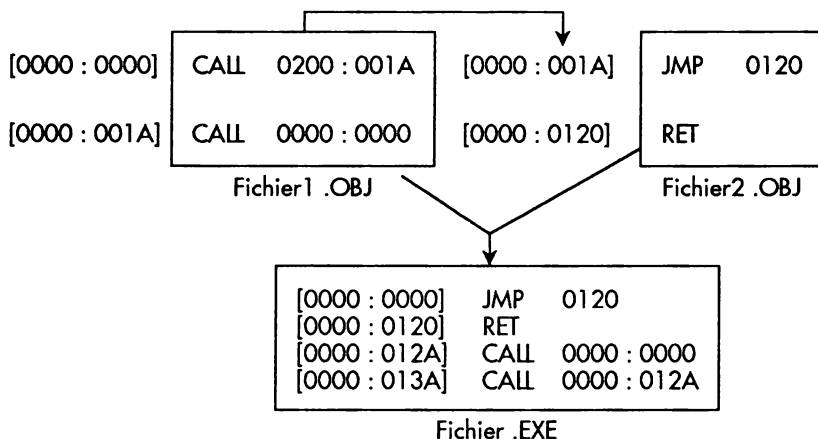 [0000 : 0000] CALL 0200 : 001A [0000 : 001A] JMP 0120
[0000 : 001A] CALL 0000 : 0000 [0000 : 0120] RET
Fichier1 .OBJ Fichier2 .OBJ
[0000 : 0000] JMP 0120
[0000 : 0120] RET
[0000 : 012A] CALL 0000 : 0000
[0000 : 013A] CALL 0000 : 012A
Fichier .EXE